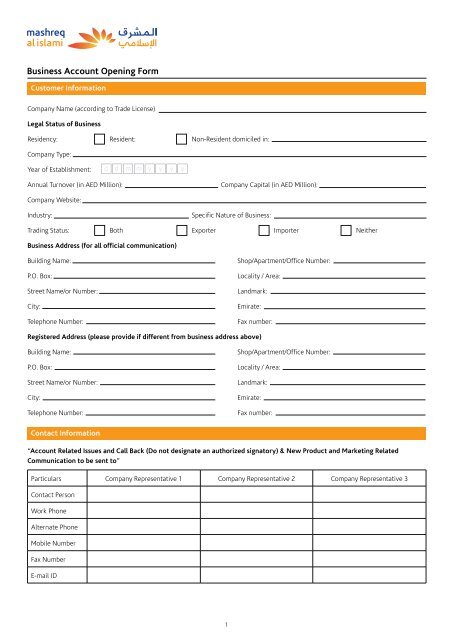 mashreq المشرق
al islami الإسلامي
Business Account Opening Form
Customer Information
Company Name (according to Trade License)
Legal Status of Business
Residency: Resident: Non-Resident domiciled in:
Company Type:
Year of Establishment: D D M M Y Y Y Y
Annual Turnover (in AED Million): Company Capital (in AED Million):
Company Website:
Industry: Specific Nature of Business:
Trading Status: Both Exporter Importer Neither
Business Address (for all official communication)
Building Name: Shop/Apartment/Office Number:
P.O. Box: Locality / Area:
Street Name/or Number: Landmark:
City: Emirate:
Telephone Number: Fax number:
Registered Address (please provide if different from business address above)
Building Name: Shop/Apartment/Office Number:
P.O. Box: Locality / Area:
Street Name/or Number: Landmark:
City: Emirate:
Telephone Number: Fax number:
Contact Information
"Account Related Issues and Call Back (Do not designate an authorized signatory) & New Product and Marketing Related
Communication to be sent to"
Particulars Company Representative 1 Company Representative 2 Company Representative 3
Contact Person
Work Phone
Alternate Phone
Mobile Number
Fax Number
E-mail ID
1